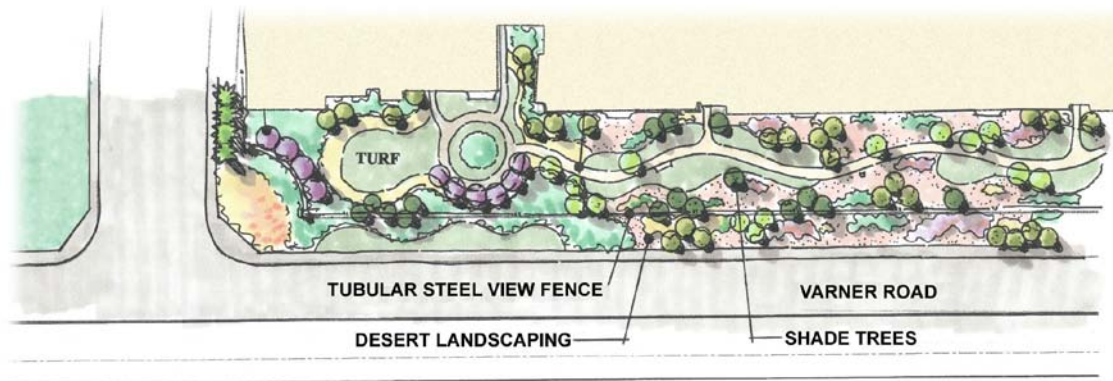 TURF
TUBULAR STEEL VIEW FENCE
VARNER ROAD
DESERT LANDSCAPING
SHADE TREES